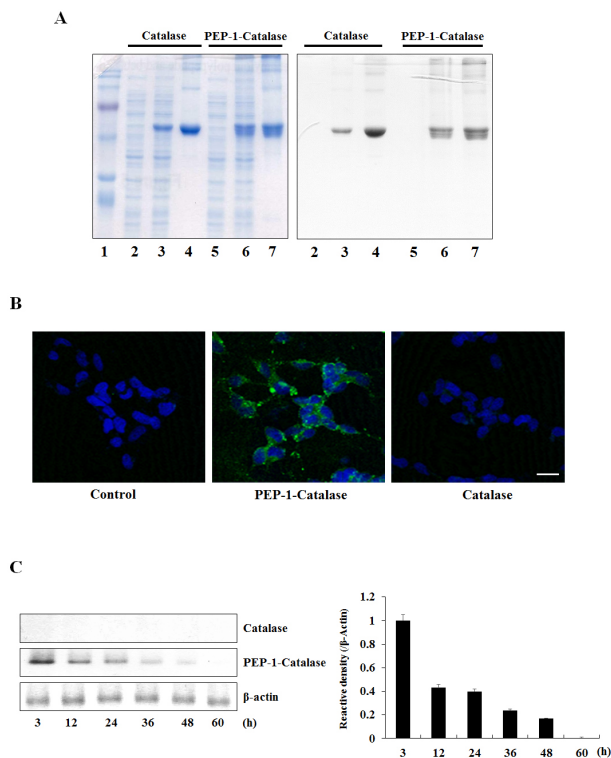 A
Catalase PEP-1-Catalase Catalase PEP-1-Catalase
1 2 3 4 5 6 7 2 3 4 5 6 7
B
Control PEP-1-Catalase Catalase
C
Catalase
PEP-1-Catalase
β-actin
3 12 24 36 48 60 (h)
Reactive density (/β-Actin)
1.2
1
0.8
0.6
0.4
0.2
0
3 12 24 36 48 60 (h)